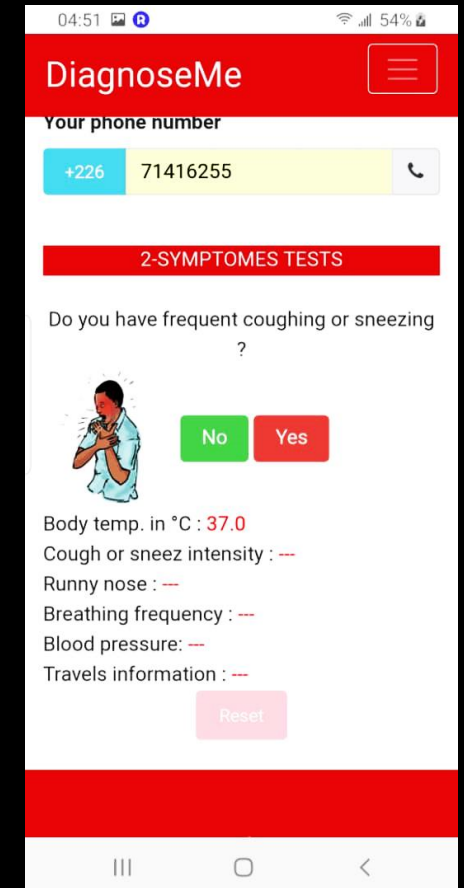 04:51 R 54%
DiagnoseMe
Your phone number
+226 71416255
2-SYMPTOMES TESTS
Do you have frequent coughing or sneezing
?
No Yes
Body temp. in °C : 37.0
Cough or sneez intensity : ---
Runny nose : ---
Breathing frequency : ---
Blood pressure: ---
Travels information : ---
Reset